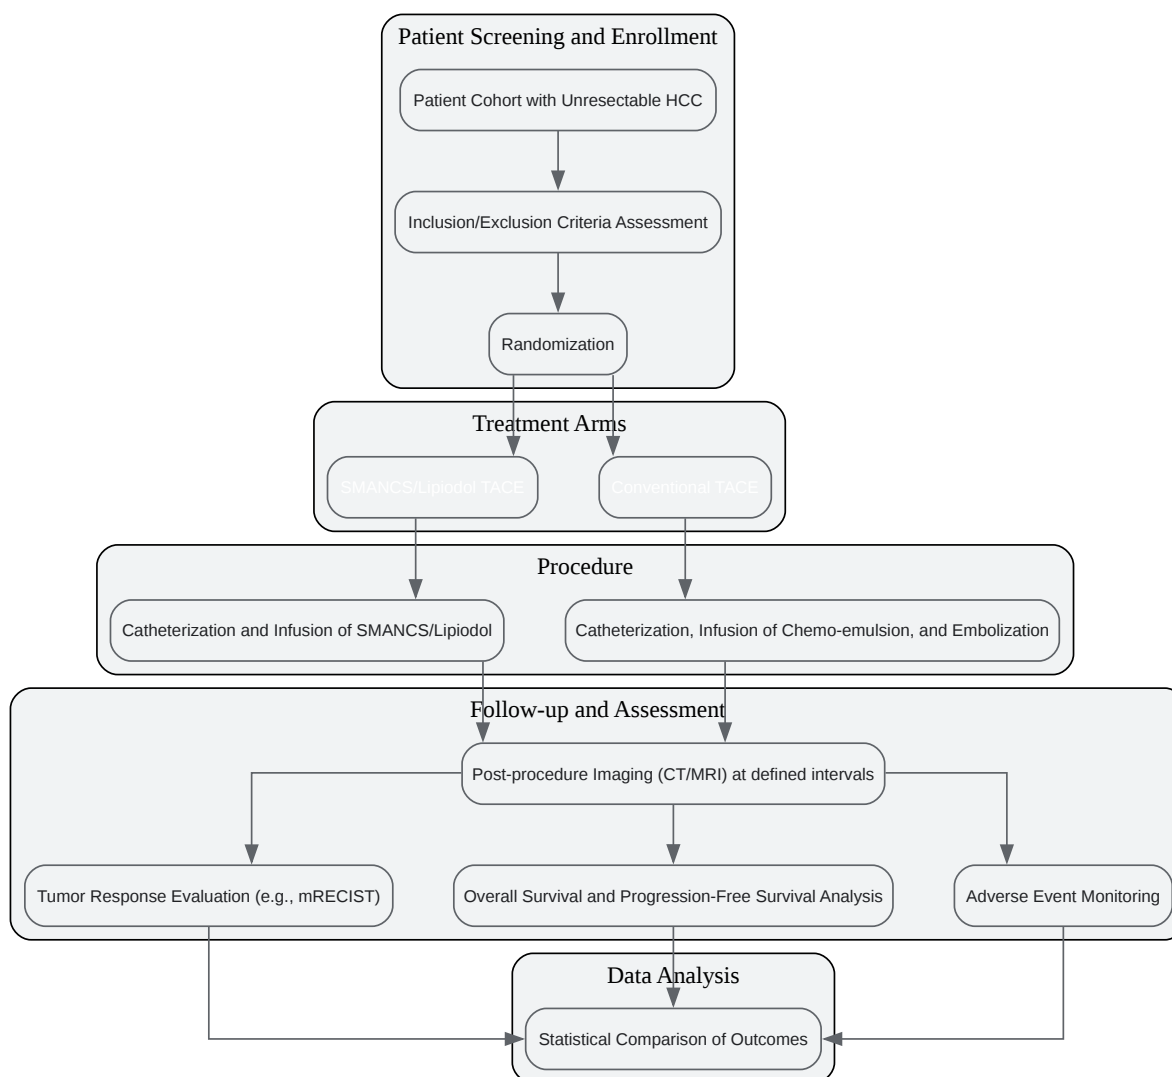 Patient Screening and Enrollment
Patient Cohort with Unresectable HCC
Inclusion/Exclusion Criteria Assessment
Randomization
Treatment Arms
SMANCS/Lipiodol TACE
Conventional TACE
Procedure
Catheterization and Infusion of SMANCS/Lipiodol
Catheterization, Infusion of Chemo-emulsion, and Embolization
Follow-up and Assessment
Post-procedure Imaging (CT/MRI) at defined intervals
Tumor Response Evaluation (e.g., mRECIST)
Overall Survival and Progression-Free Survival Analysis
Adverse Event Monitoring
Data Analysis
Statistical Comparison of Outcomes